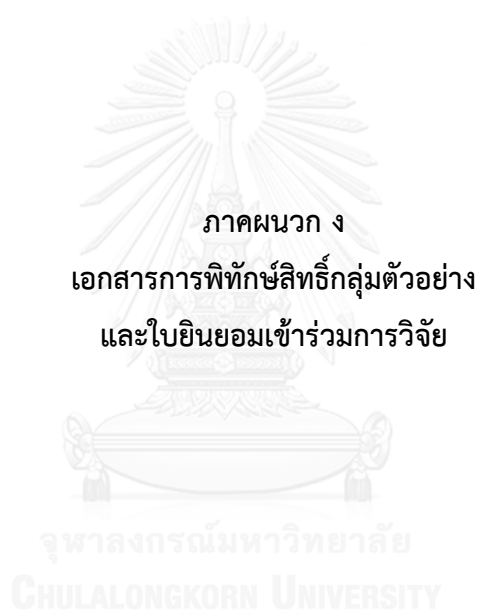 ภาคผนวก ง
เอกสารการพิทักษ์สิทธิ์กลุ่มตัวอย่าง
และใบยินยอมเข้าร่วมการวิจัย
จุฬาลงกรณ์มหาวิทยาลัย
CHULALONGKORN UNIVERSITY